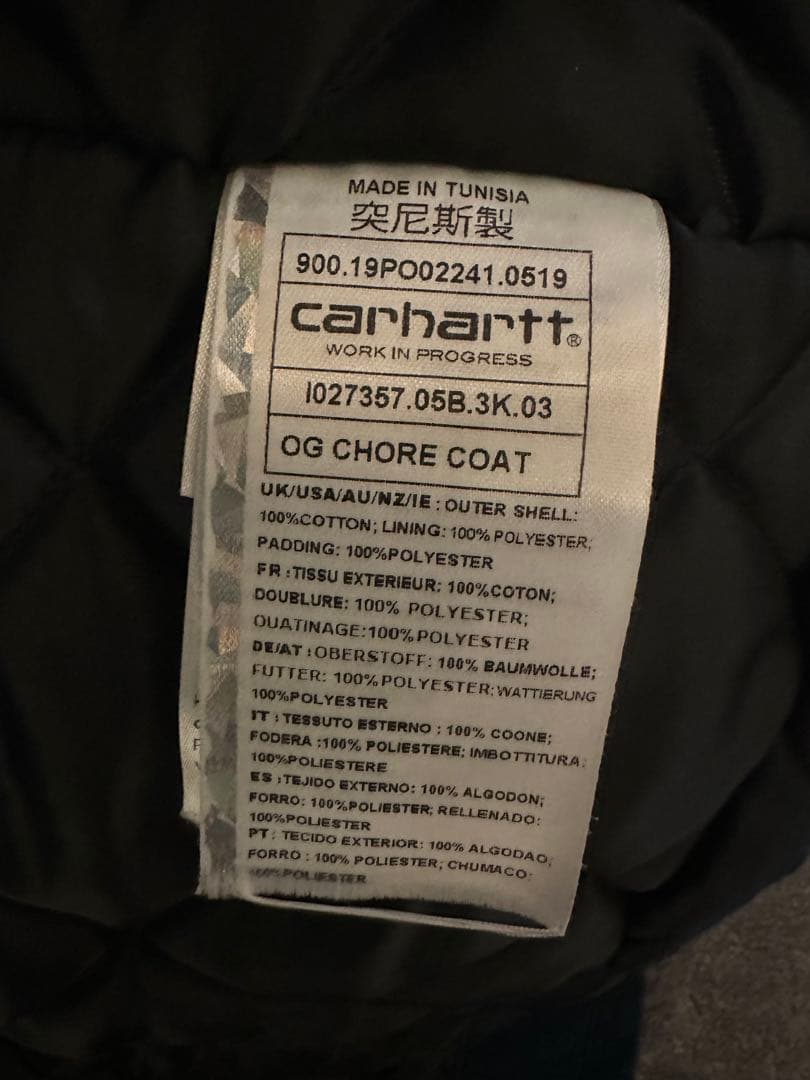 MADE IN TUNISIA
突尼斯製
900.19PO02241.0519
carhartt®
WORK IN PROGRESS
I027357.05B.3K.03
OG CHORE COAT
UK/USA/AU/NZ/IE : OUTER SHELL:
100%COTTON; LINING: 100% POLYESTER;
PADDING: 100%POLYESTER
FR :TISSU EXTERIEUR: 100%COTON;
DOUBLURE: 100% POLYESTER;
OUATINAGE:100%POLYESTER
DE/AT :OBERSTOFF: 100% BAUMWOLLE;
FUTTER: 100%POLYESTER; WATTIERUNG
100%POLYESTER
IT : TESSUTO ESTERNO : 100% COONE;
FODERA :100% POLIESTERE; IMBOTTITURA:
100%POLIESTERE
ES :TEJIDO EXTERNO: 100% ALGODON;
FORRO: 100%POLIESTER; RELLENADO:
100%POLIESTER
PT : TECIDO EXTERIOR: 100% ALGODAO;
FORRO : 100% POLIESTER; CHUMACO:
100%POLIESTER